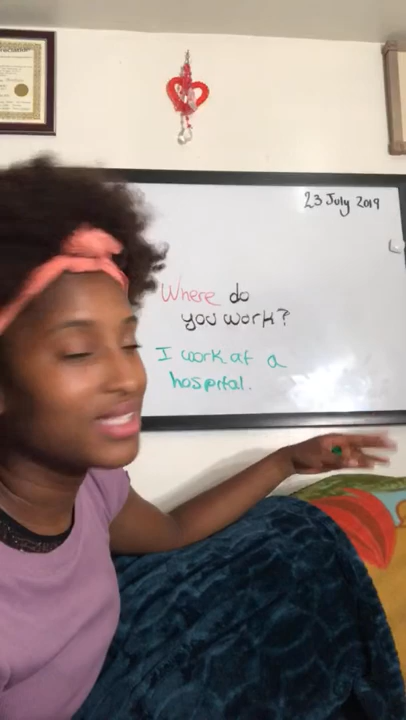 23 July 2019
Where do
you work?
I work at a
hospital.